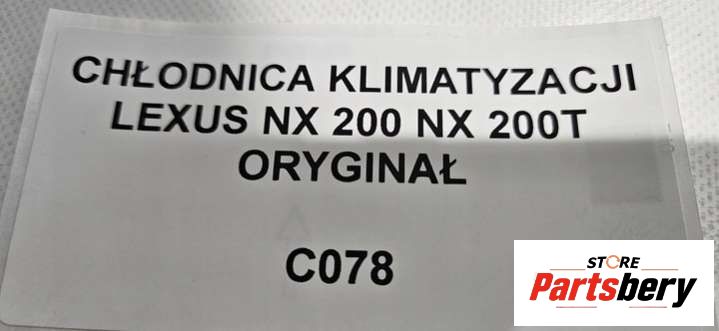 CHŁODNICA KLIMATYZACJI
LEXUS NX 200 NX 200T
ORYGINAŁ
C078
STORE
Partsbery